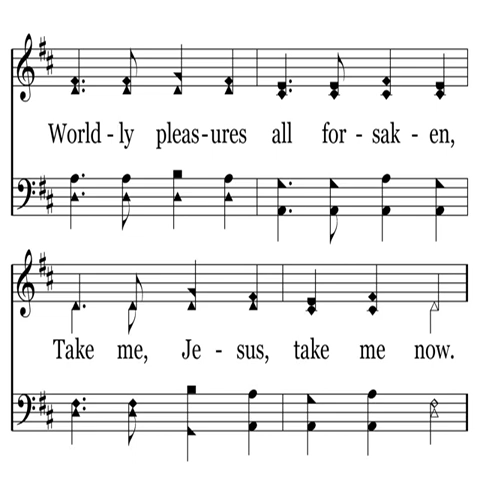 World - ly pleas - ures all for - sak - en,
Take me, Je - sus, take me now.